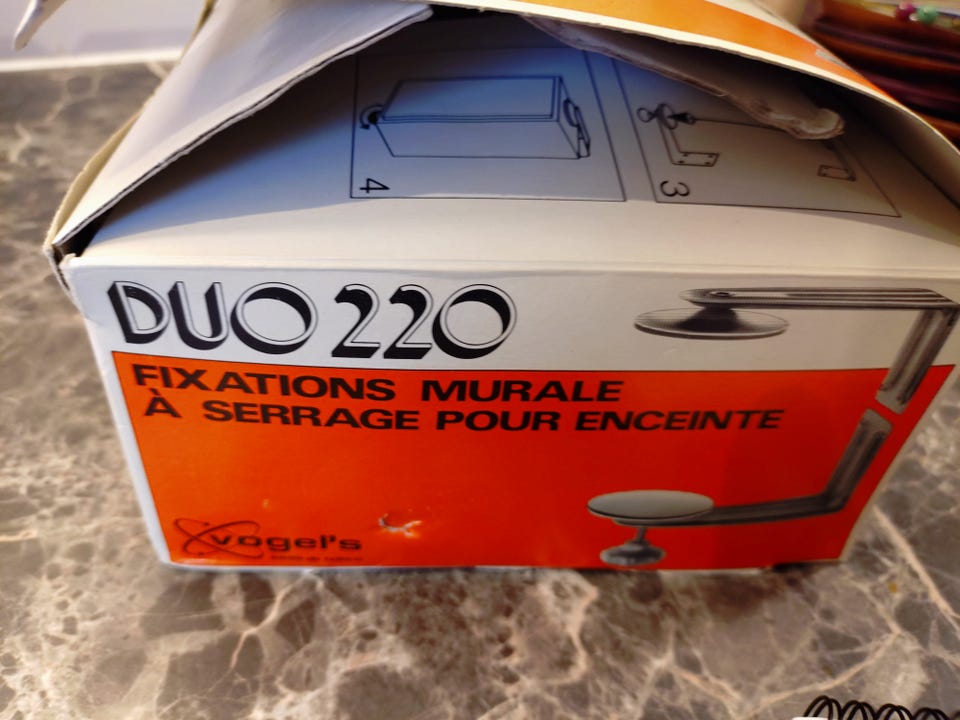 4
3
DUO 220
FIXATIONS MURALE
À SERRAGE POUR ENCEINTE
vogel's